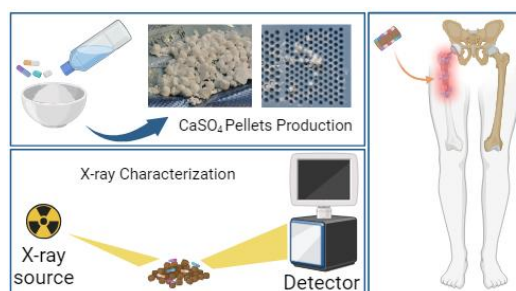 CaSO₄ Pellets Production
X-ray Characterization
X-ray
source
Detector